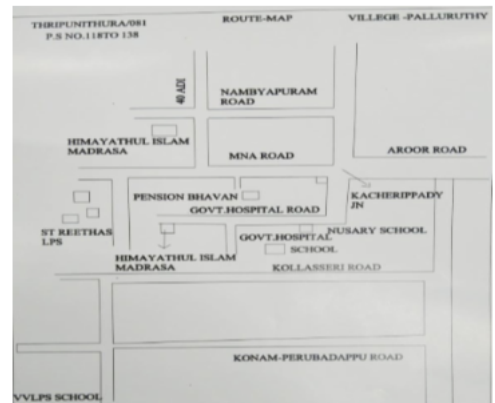 THRIPUNITHURA/081
P.S NO.118TO 138
ROUTE-MAP
VILLEGE -PALLURUTHY
40 ADI
NAMBYAPURAM
ROAD
HIMAYATHUL ISLAM
MADRASA
MNA ROAD
AROOR ROAD
PENSION BHAVAN
KACHERIPPADY
JN
GOVT.HOSPITAL ROAD
ST REETHAS
LPS
NUSARY SCHOOL
GOVT.HOSPITAL
SCHOOL
HIMAYATHUL ISLAM
MADRASA
KOLLASSERI ROAD
KONAM-PERUBADAPPU ROAD
VVLPS SCHOOL